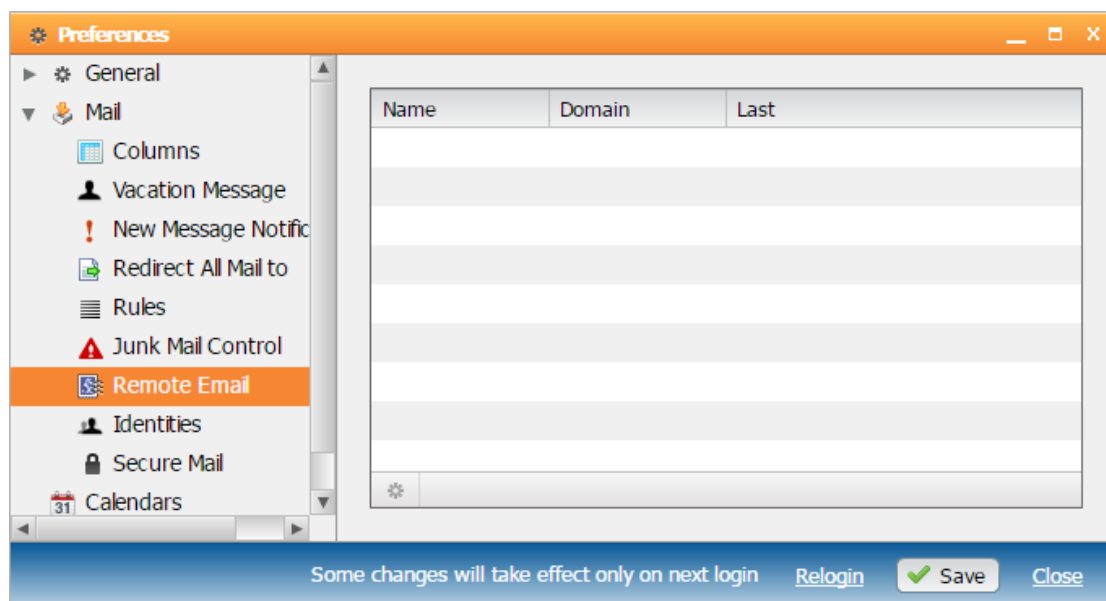 Preferences
General
Mail
Columns
Vacation Message
New Message Notific
Redirect All Mail to
Rules
Junk Mail Control
Remote Email
Identities
Secure Mail
31 Calendars
Name Domain Last
Some changes will take effect only on next login Relogin Save Close